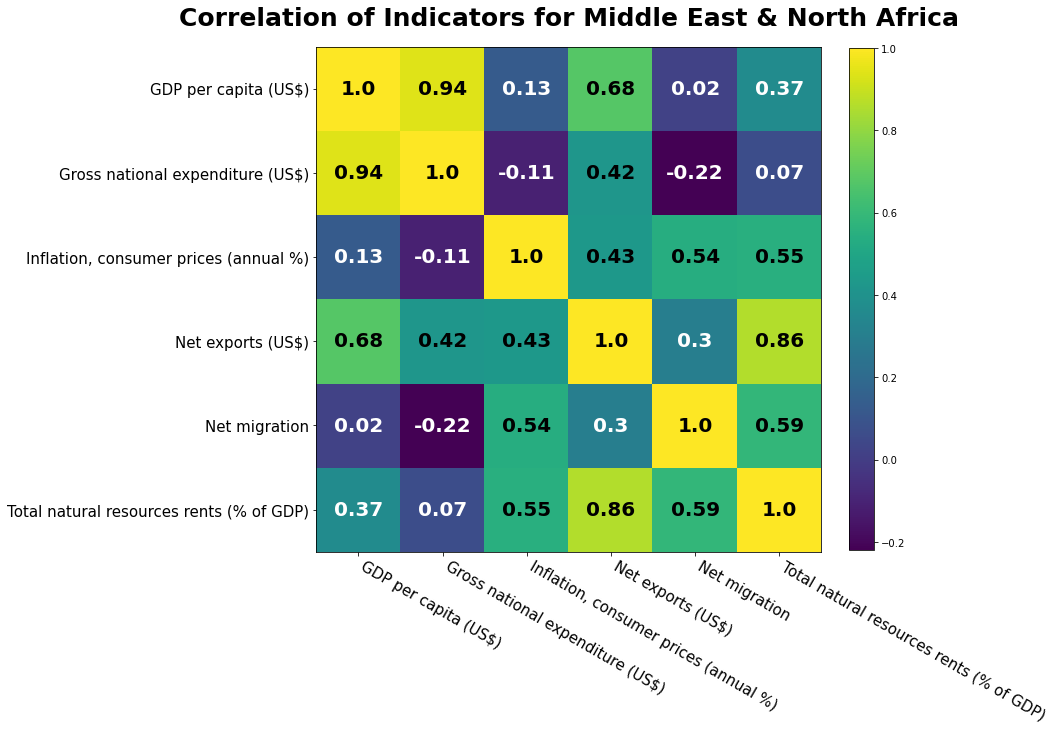 Correlation of Indicators for Middle East & North Africa
GDP per capita (US$) 1.0 0.94 0.13 0.68 0.02 0.37
Gross national expenditure (US$) 0.94 1.0 -0.11 0.42 -0.22 0.07
Inflation, consumer prices (annual %) 0.13 -0.11 1.0 0.43 0.54 0.55
Net exports (US$) 0.68 0.42 0.43 1.0 0.3 0.86
Net migration 0.02 -0.22 0.54 0.3 1.0 0.59
Total natural resources rents (% of GDP) 0.37 0.07 0.55 0.86 0.59 1.0
GDP per capita (US$)
Gross national expenditure (US$)
Inflation, consumer prices (annual %)
Net exports (US$)
Net migration
Total natural resources rents (% of GDP)
1.0
0.8
0.6
0.4
0.2
0.0
−0.2